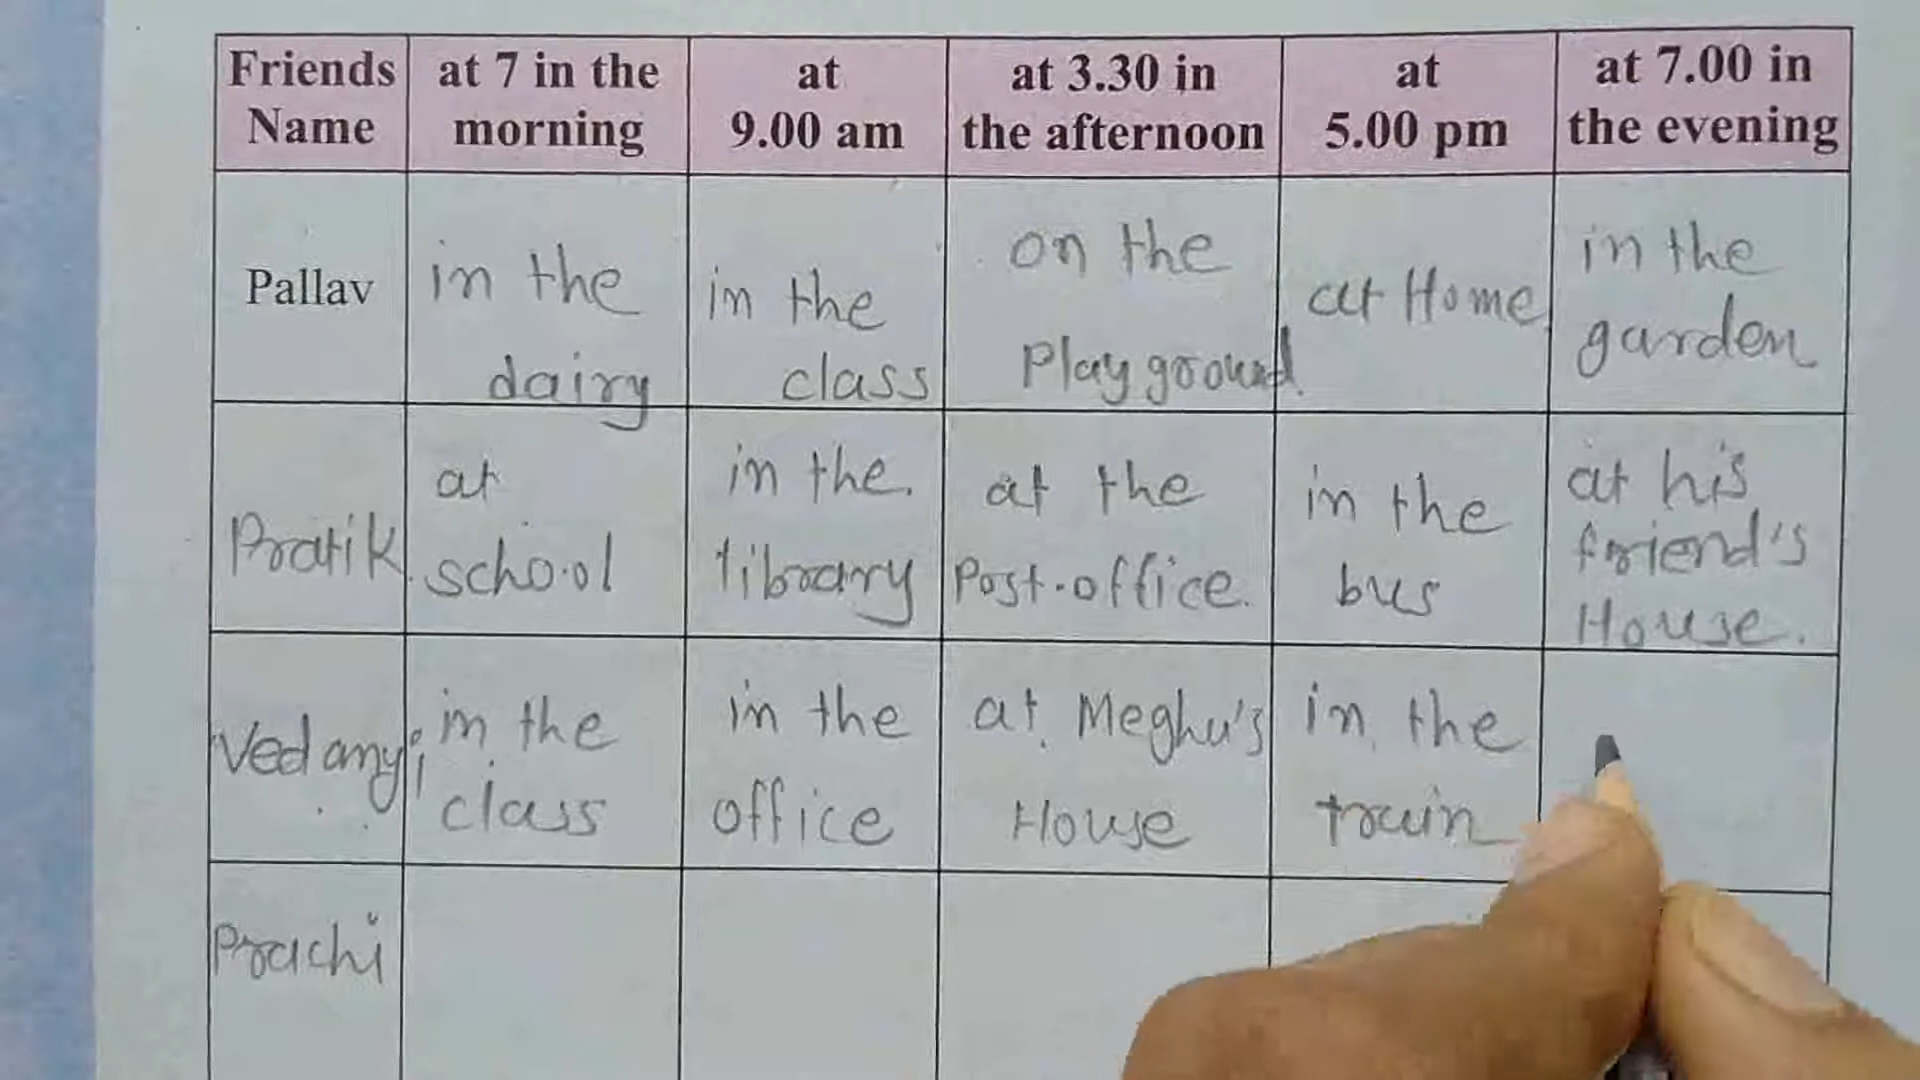 Friends Name
at 7 in the morning
at 9.00 am
at 3.30 in the afternoon
at 5.00 pm
at 7.00 in the evening
Pallav
in the dairy
in the class
on the Play ground.
at Home
in the garden
Pratik.
at school
in the. library
at the Post-office.
in the bus
at his friend's House.
Vedangi
in the class
in the office
at Meghu's House
in the train
Prachi